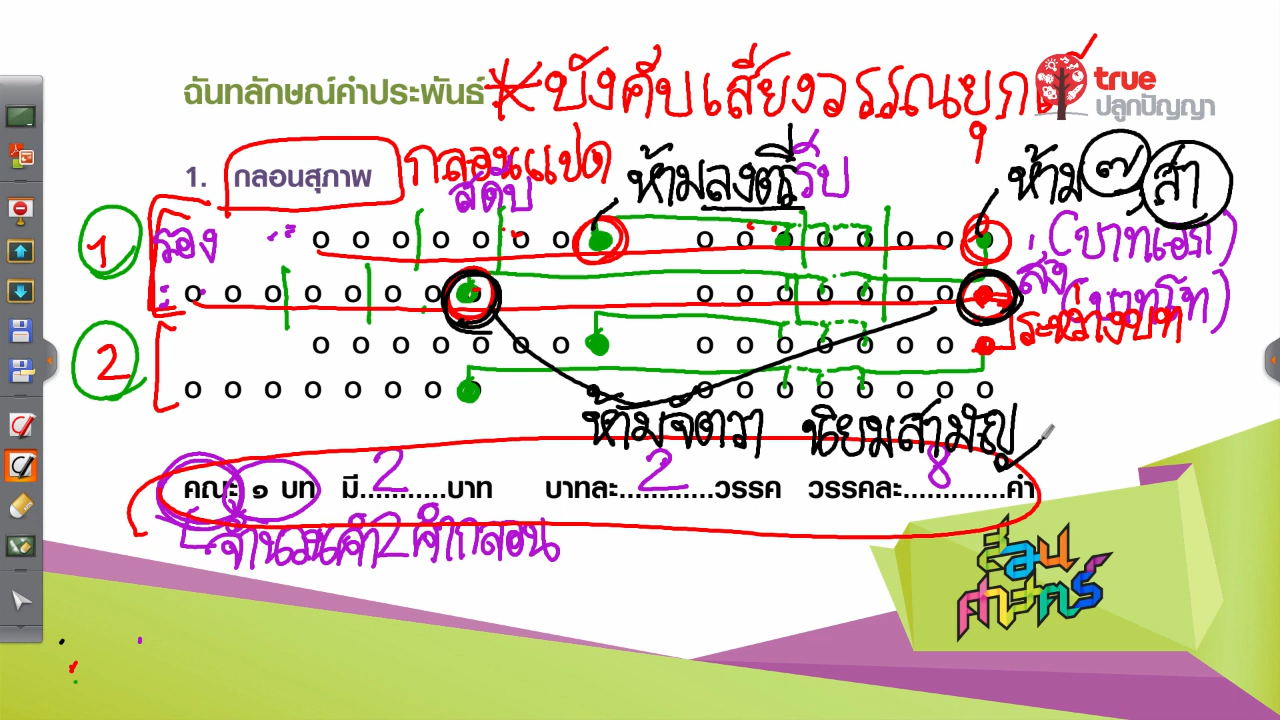 ฉันทลักษณ์คำประพันธ์ * บังคับเสียงวรรณยุกต์
true
ปลูกปัญญา
1. กลอนสุภาพ กลอนแปด ห้ามลงตรี รับ ห้าม ๗ สา
สดับ
1 รอง o o o o o o o o o o o o o o (บาทเอก)
o o o o o o o o o o o o o o o ส่ง (บาทโท)
ระหว่างบท
2 o o o o o o o o o o o o o o
o o o o o o o o o o o o o o o o
ห้ามจัตวา นิยมสามัญ
คณะ ๑ บท มี....2....บาท บาทละ....2....วรรค วรรคละ....8....คำ
จำนวนคำ 2 คำกลอน
สอนศาสตร์